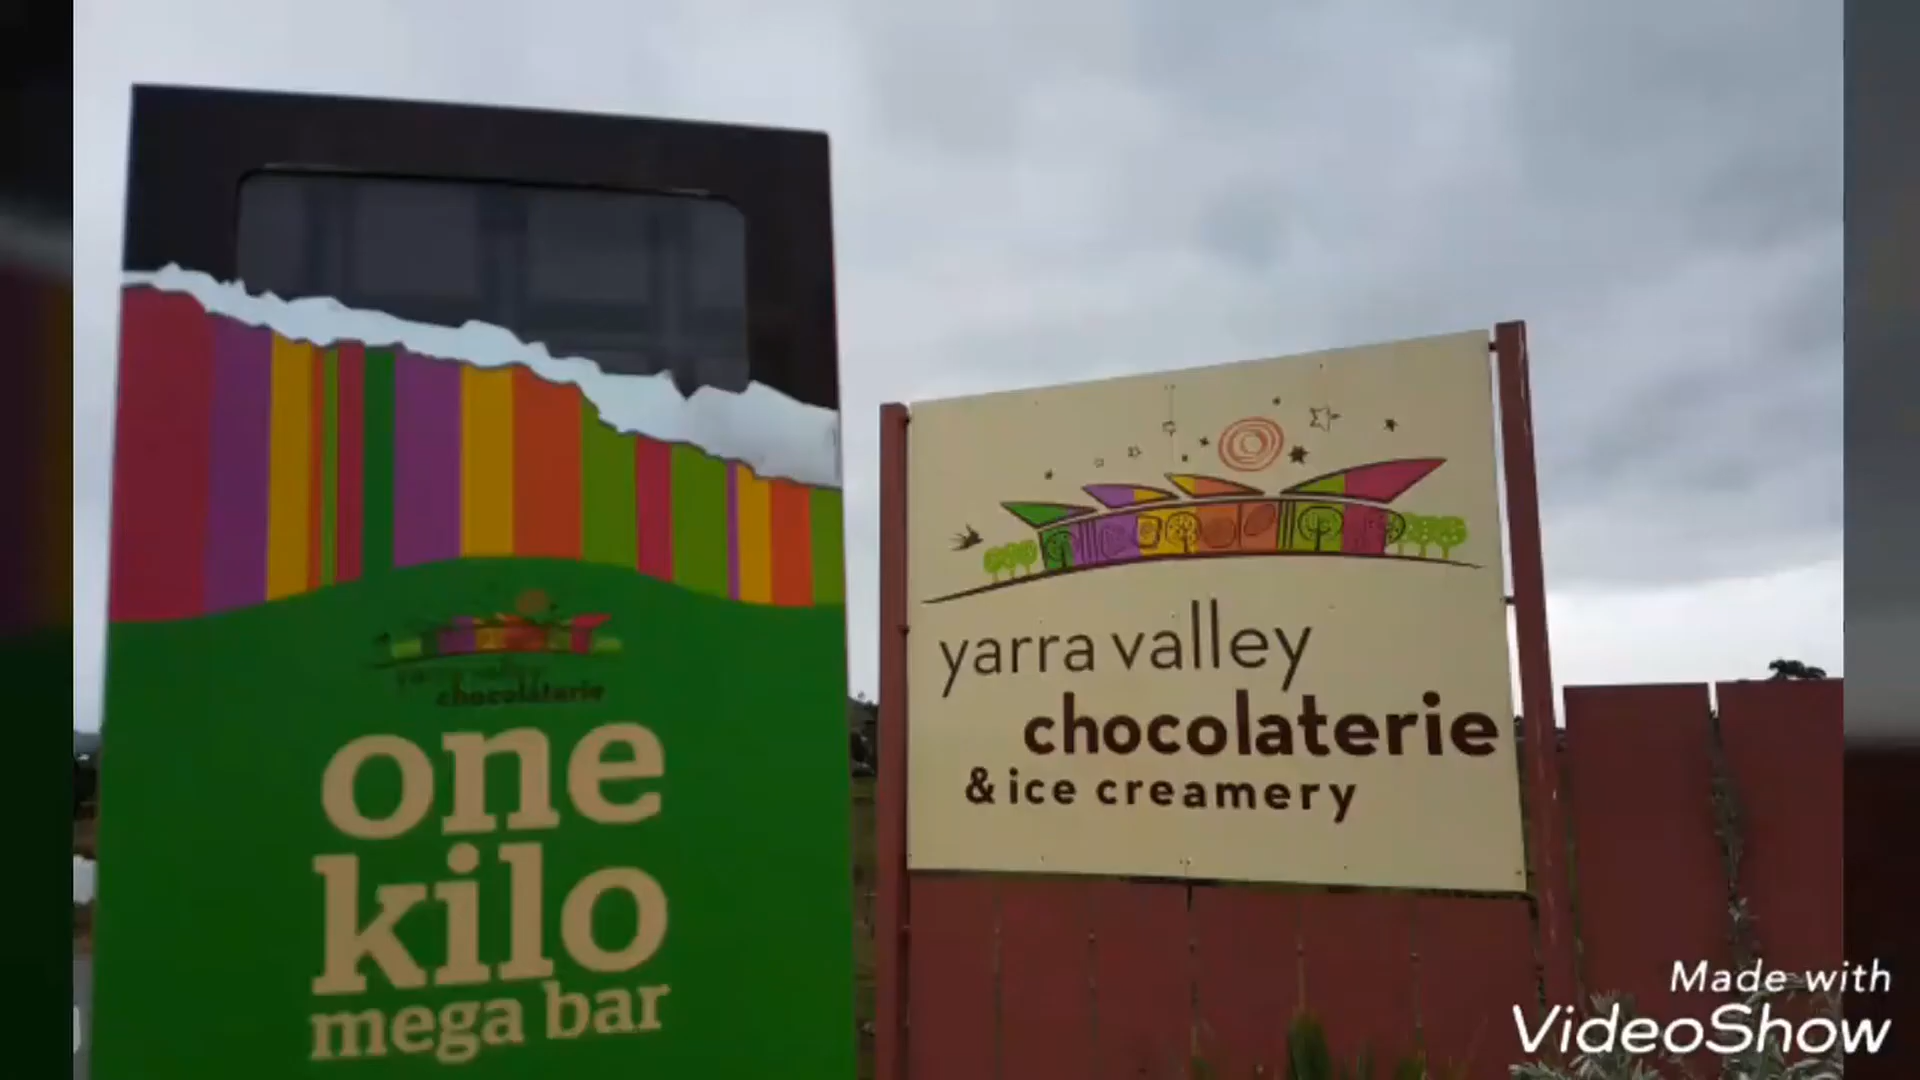 yarra valley
chocolaterie
one
kilo
mega bar
yarra valley
chocolaterie
& ice creamery
Made with
VideoShow